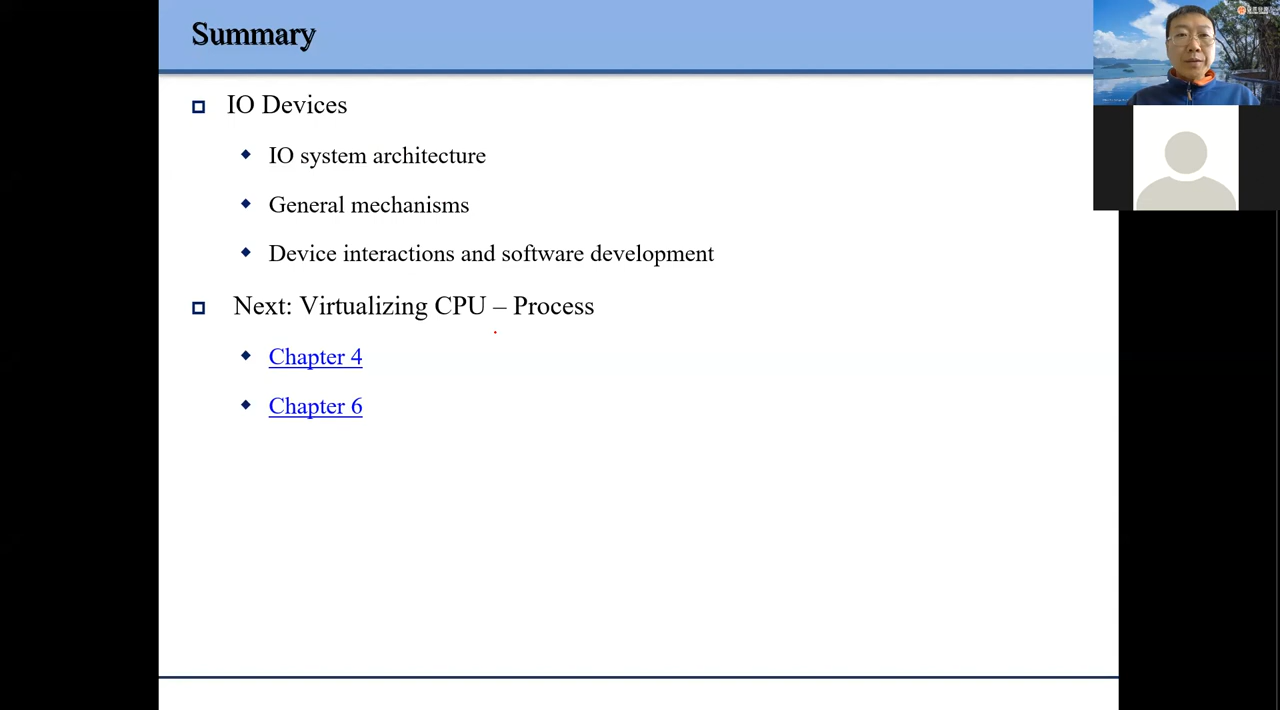 Summary
IO Devices
IO system architecture
General mechanisms
Device interactions and software development
Next: Virtualizing CPU – Process
Chapter 4
Chapter 6